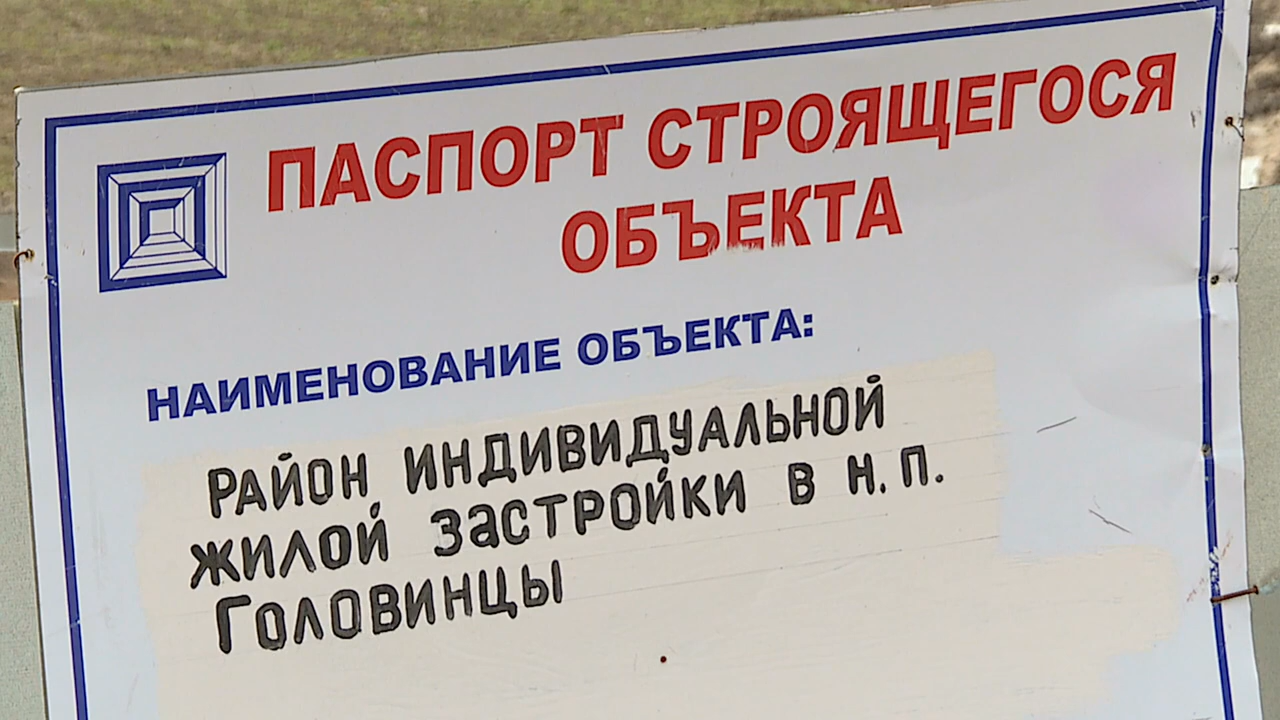 ПАСПОРТ СТРОЯЩЕГОСЯ
ОБЪЕКТА
НАИМЕНОВАНИЕ ОБЪЕКТА:
РАЙОН ИНДИВИДУАЛЬНОЙ
ЖИЛОЙ ЗАСТРОЙКИ В Н.П.
ГОЛОВИНЦЫ